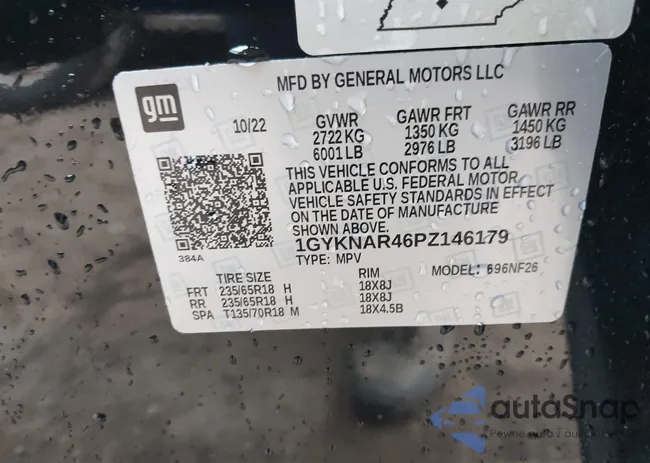 MFD BY GENERAL MOTORS LLC
gm
10/22
GVWR GAWR FRT GAWR RR
2722 KG 1350 KG 1450 KG
6001 LB 2976 LB 3196 LB
THIS VEHICLE CONFORMS TO ALL
APPLICABLE U.S. FEDERAL MOTOR
VEHICLE SAFETY STANDARDS IN EFFECT
ON THE DATE OF MANUFACTURE
SHOWN ABOVE.
384A
1GYKNAR46PZ146179
TYPE: MPV MODEL: 696NF26
TIRE SIZE RIM
FRT 235/65R18 H 18X8J
RR 235/65R18 H 18X8J
SPA T135/70R18 M 18X4.5B
autoSnap
Pewne auta z